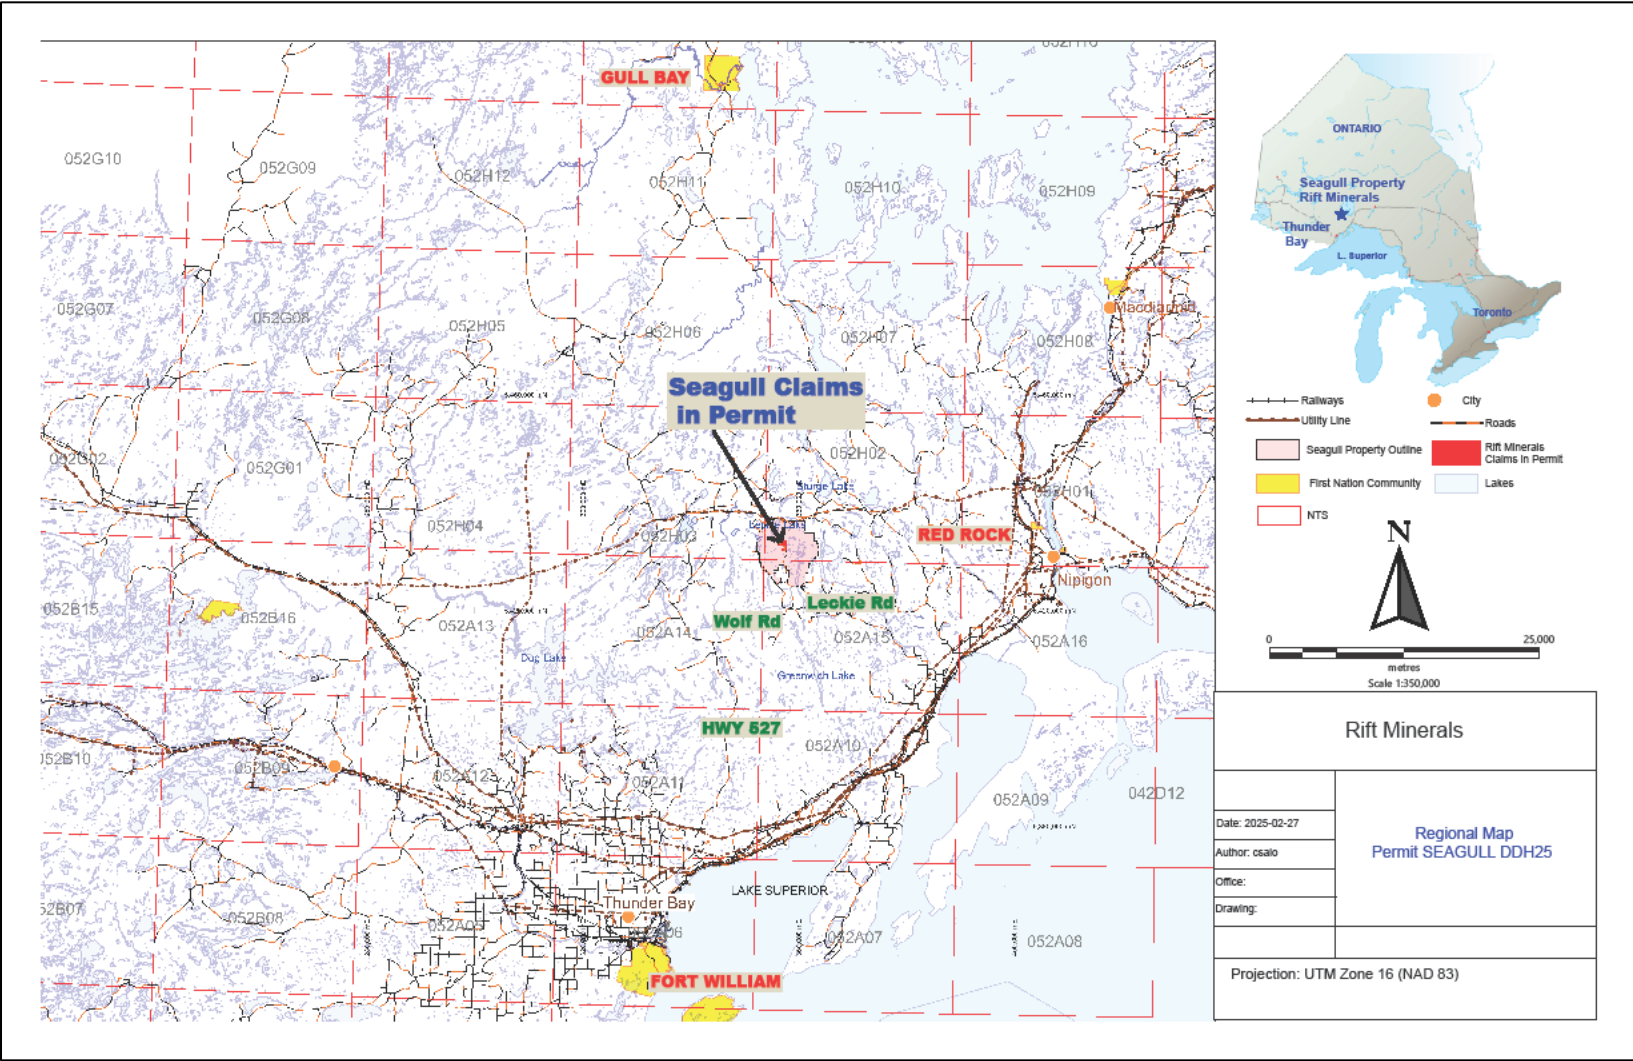 052H16
GULL BAY
052G10
052G09
052H12
052H11
052H10
052H09
052G07
052G08
052H05
052H06
052H07
052H08
Macdiarmid
Seagull Claims
in Permit
052G02
052G01
052H02
Sturge Lake
052H01
052H04
052H03
RED ROCK
Nipigon
052B15
052B16
052A13
Wolf Rd
Leckie Rd
052A14
052A15
052A16
Dog Lake
Greenwich Lake
HWY 527
052B10
052B09
052A12
052A11
052A10
052A09
042D12
LAKE SUPERIOR
Thunder Bay
052B07
052B08
052A05
052A06
052A07
052A08
FORT WILLIAM
ONTARIO
Seagull Property
Rift Minerals
Thunder
Bay
L. Superior
Toronto
Railways
City
Utility Line
Roads
Seagull Property Outline
Rift Minerals
Claims In Permit
First Nation Community
Lakes
NTS
N
0 25,000
metres
Scale 1:350,000
Rift Minerals
Date: 2025-02-27
Author: csalo
Office:
Drawing:
Regional Map
Permit SEAGULL DDH25
Projection: UTM Zone 16 (NAD 83)